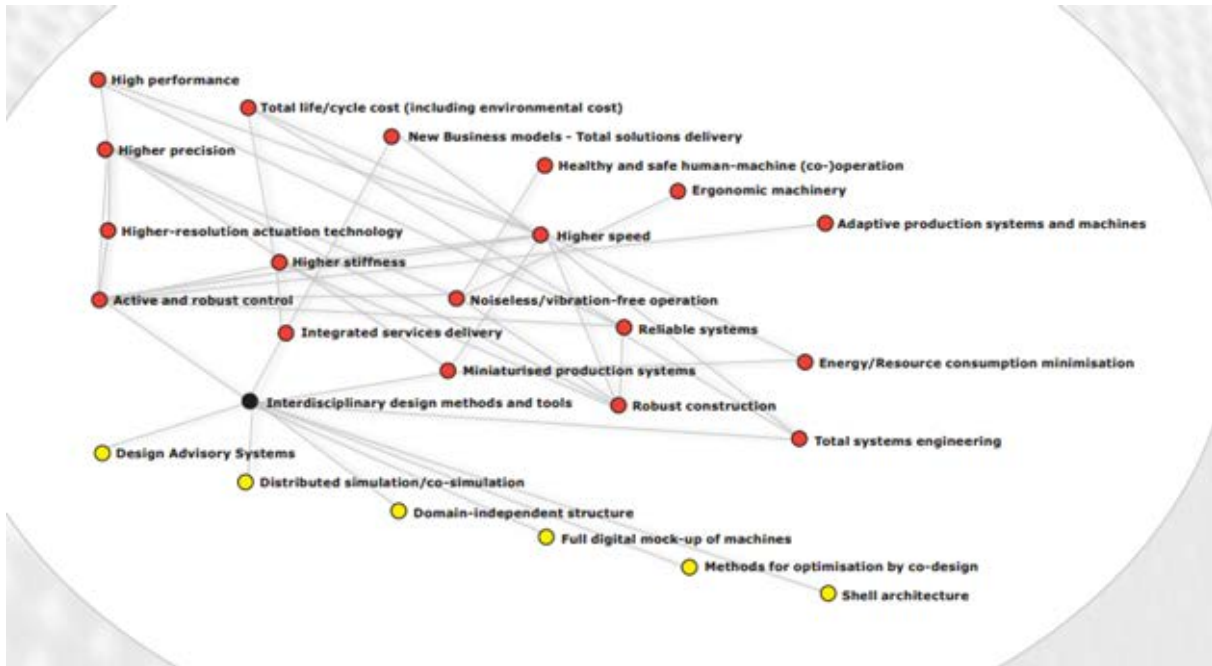 High performance
Total life/cycle cost (including environmental cost)
New Business models - Total solutions delivery
Higher precision
Healthy and safe human-machine (co-)operation
Ergonomic machinery
Adaptive production systems and machines
Higher-resolution actuation technology
Higher speed
Higher stiffness
Active and robust control
Noiseless/vibration-free operation
Integrated services delivery
Reliable systems
Energy/Resource consumption minimisation
Miniaturised production systems
Interdisciplinary design methods and tools
Robust construction
Total systems engineering
Design Advisory Systems
Distributed simulation/co-simulation
Domain-independent structure
Full digital mock-up of machines
Methods for optimisation by co-design
Shell architecture